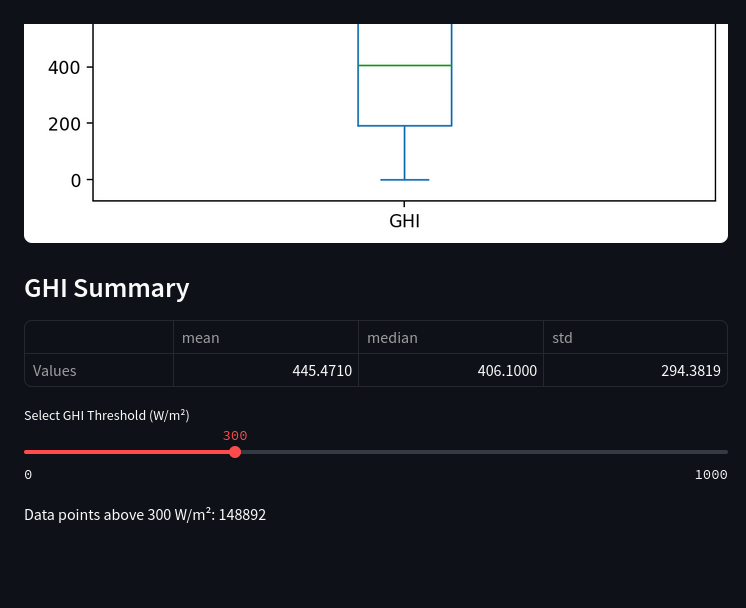 400
200
0
GHI
GHI Summary
mean median std
Values 445.4710 406.1000 294.3819
Select GHI Threshold (W/m²)
300
0 1000
Data points above 300 W/m²: 148892